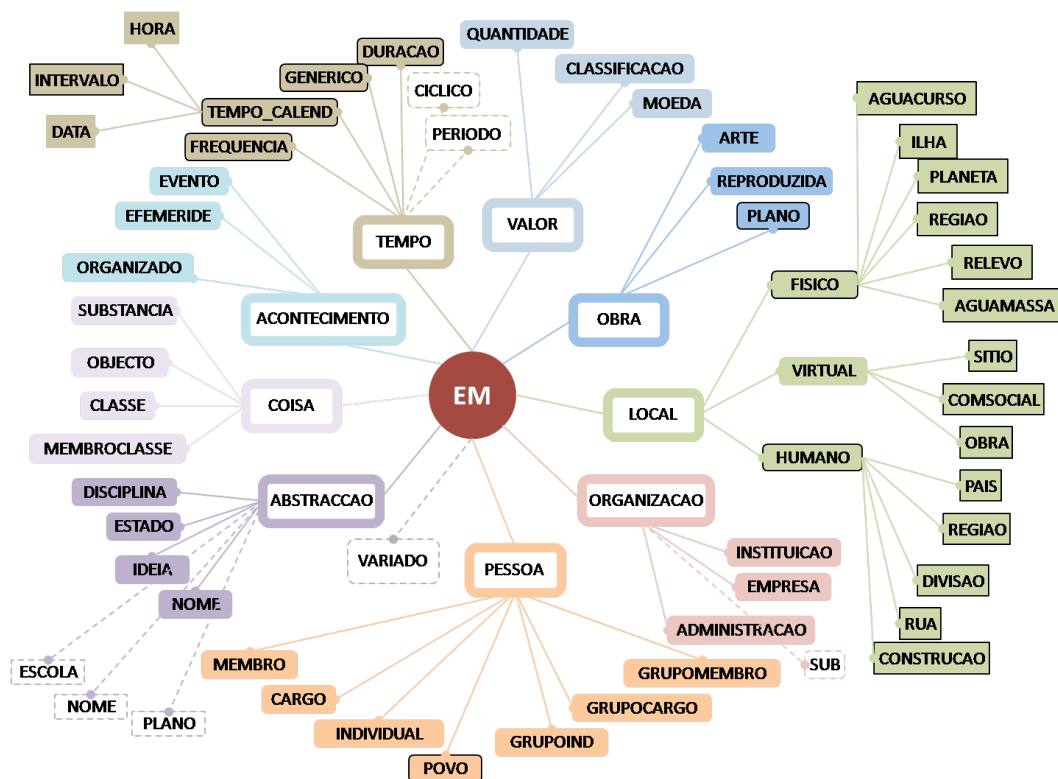 HORA
INTERVALO
DATA
TEMPO_CALEND
GENERICO
DURACAO
CICLICO
PERIODO
FREQUENCIA
TEMPO
QUANTIDADE
CLASSIFICACAO
MOEDA
VALOR
ARTE
REPRODUZIDA
PLANO
OBRA
EVENTO
EFEMERIDE
ORGANIZADO
ACONTECIMENTO
SUBSTANCIA
OBJECTO
CLASSE
MEMBROCLASSE
COISA
EM
AGUACURSO
ILHA
PLANETA
REGIAO
RELEVO
AGUAMASSA
FISICO
VIRTUAL
SITIO
COMSOCIAL
OBRA
LOCAL
HUMANO
PAIS
REGIAO
DIVISAO
RUA
CONSTRUCAO
DISCIPLINA
ESTADO
IDEIA
NOME
ABSTRACCAO
ESCOLA
NOME
PLANO
VARIADO
ORGANIZACAO
INSTITUICAO
EMPRESA
ADMINISTRACAO
SUB
PESSOA
MEMBRO
CARGO
INDIVIDUAL
POVO
GRUPOIND
GRUPOCARGO
GRUPOMEMBRO